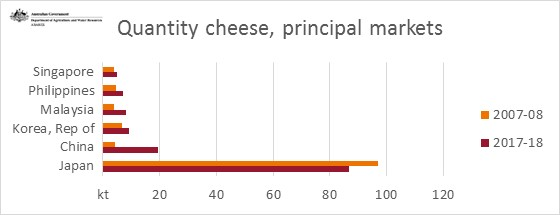 Australian Government
Department of Agriculture and Water Resources
ABARES
Quantity cheese, principal markets
Singapore
Philippines
Malaysia
Korea, Rep of
China
Japan
kt 20 40 60 80 100 120
2007-08
2017-18